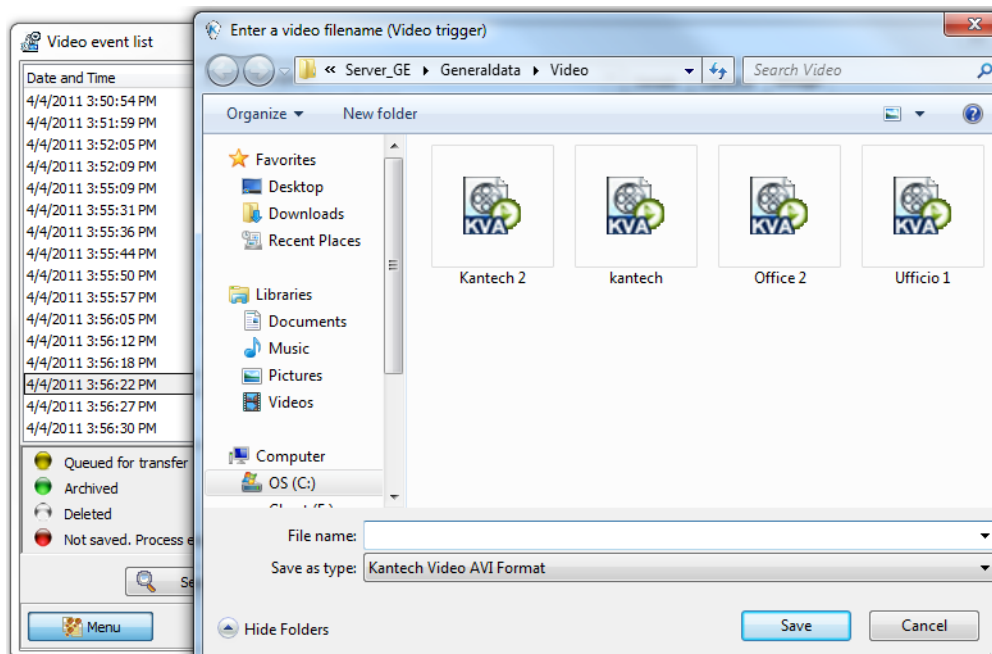 Video event list
Date and Time
4/4/2011 3:50:54 PM
4/4/2011 3:51:59 PM
4/4/2011 3:52:05 PM
4/4/2011 3:52:09 PM
4/4/2011 3:55:09 PM
4/4/2011 3:55:31 PM
4/4/2011 3:55:36 PM
4/4/2011 3:55:44 PM
4/4/2011 3:55:50 PM
4/4/2011 3:55:57 PM
4/4/2011 3:56:05 PM
4/4/2011 3:56:12 PM
4/4/2011 3:56:18 PM
4/4/2011 3:56:22 PM
4/4/2011 3:56:27 PM
4/4/2011 3:56:30 PM
Queued for transfer
Archived
Deleted
Not saved. Process e
Se
Menu
Enter a video filename (Video trigger)
« Server_GE ▸ Generaldata ▸ Video
Search Video
Organize New folder
Favorites
Desktop
Downloads
Recent Places
Libraries
Documents
Music
Pictures
Videos
Computer
OS (C:)
KVA KVA KVA KVA
Kantech 2 kantech Office 2 Ufficio 1
File name:
Save as type: Kantech Video AVI Format
Hide Folders Save Cancel